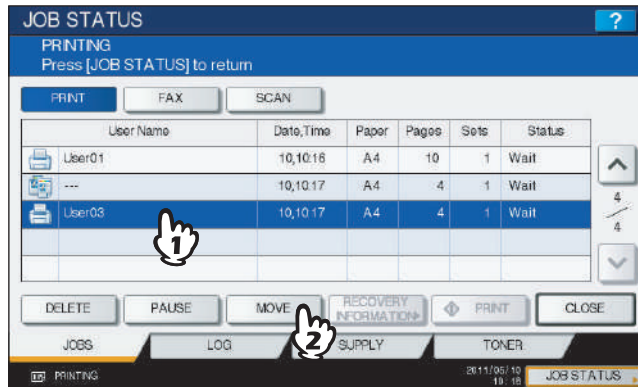 JOB STATUS
?
PRINTING
Press [JOB STATUS] to return
PRINT FAX SCAN
User Name Date,Time Paper Pages Sets Status
User01 10,10:16 A4 10 1 Wait
--- 10,10:17 A4 4 1 Wait
User03 10,10:17 A4 4 1 Wait
4
4
1
DELETE PAUSE MOVE RECOVERY INFORMATION PRINT CLOSE
2
JOBS LOG SUPPLY TONER
PRINTING 2011/05/10
10:18 JOB STATUS